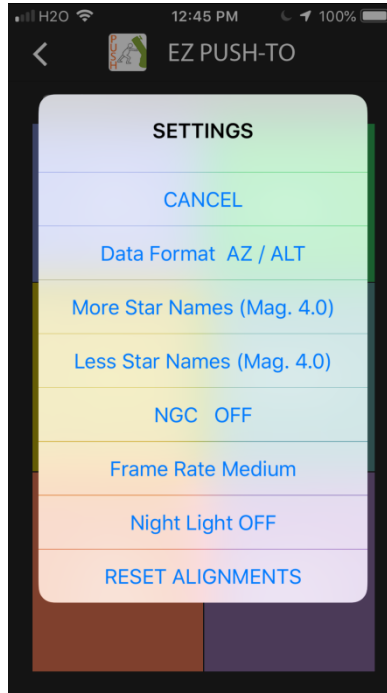 H2O 12:45 PM 100%
PUSH EZ PUSH-TO
SETTINGS
CANCEL
Data Format AZ / ALT
More Star Names (Mag. 4.0)
Less Star Names (Mag. 4.0)
NGC OFF
Frame Rate Medium
Night Light OFF
RESET ALIGNMENTS